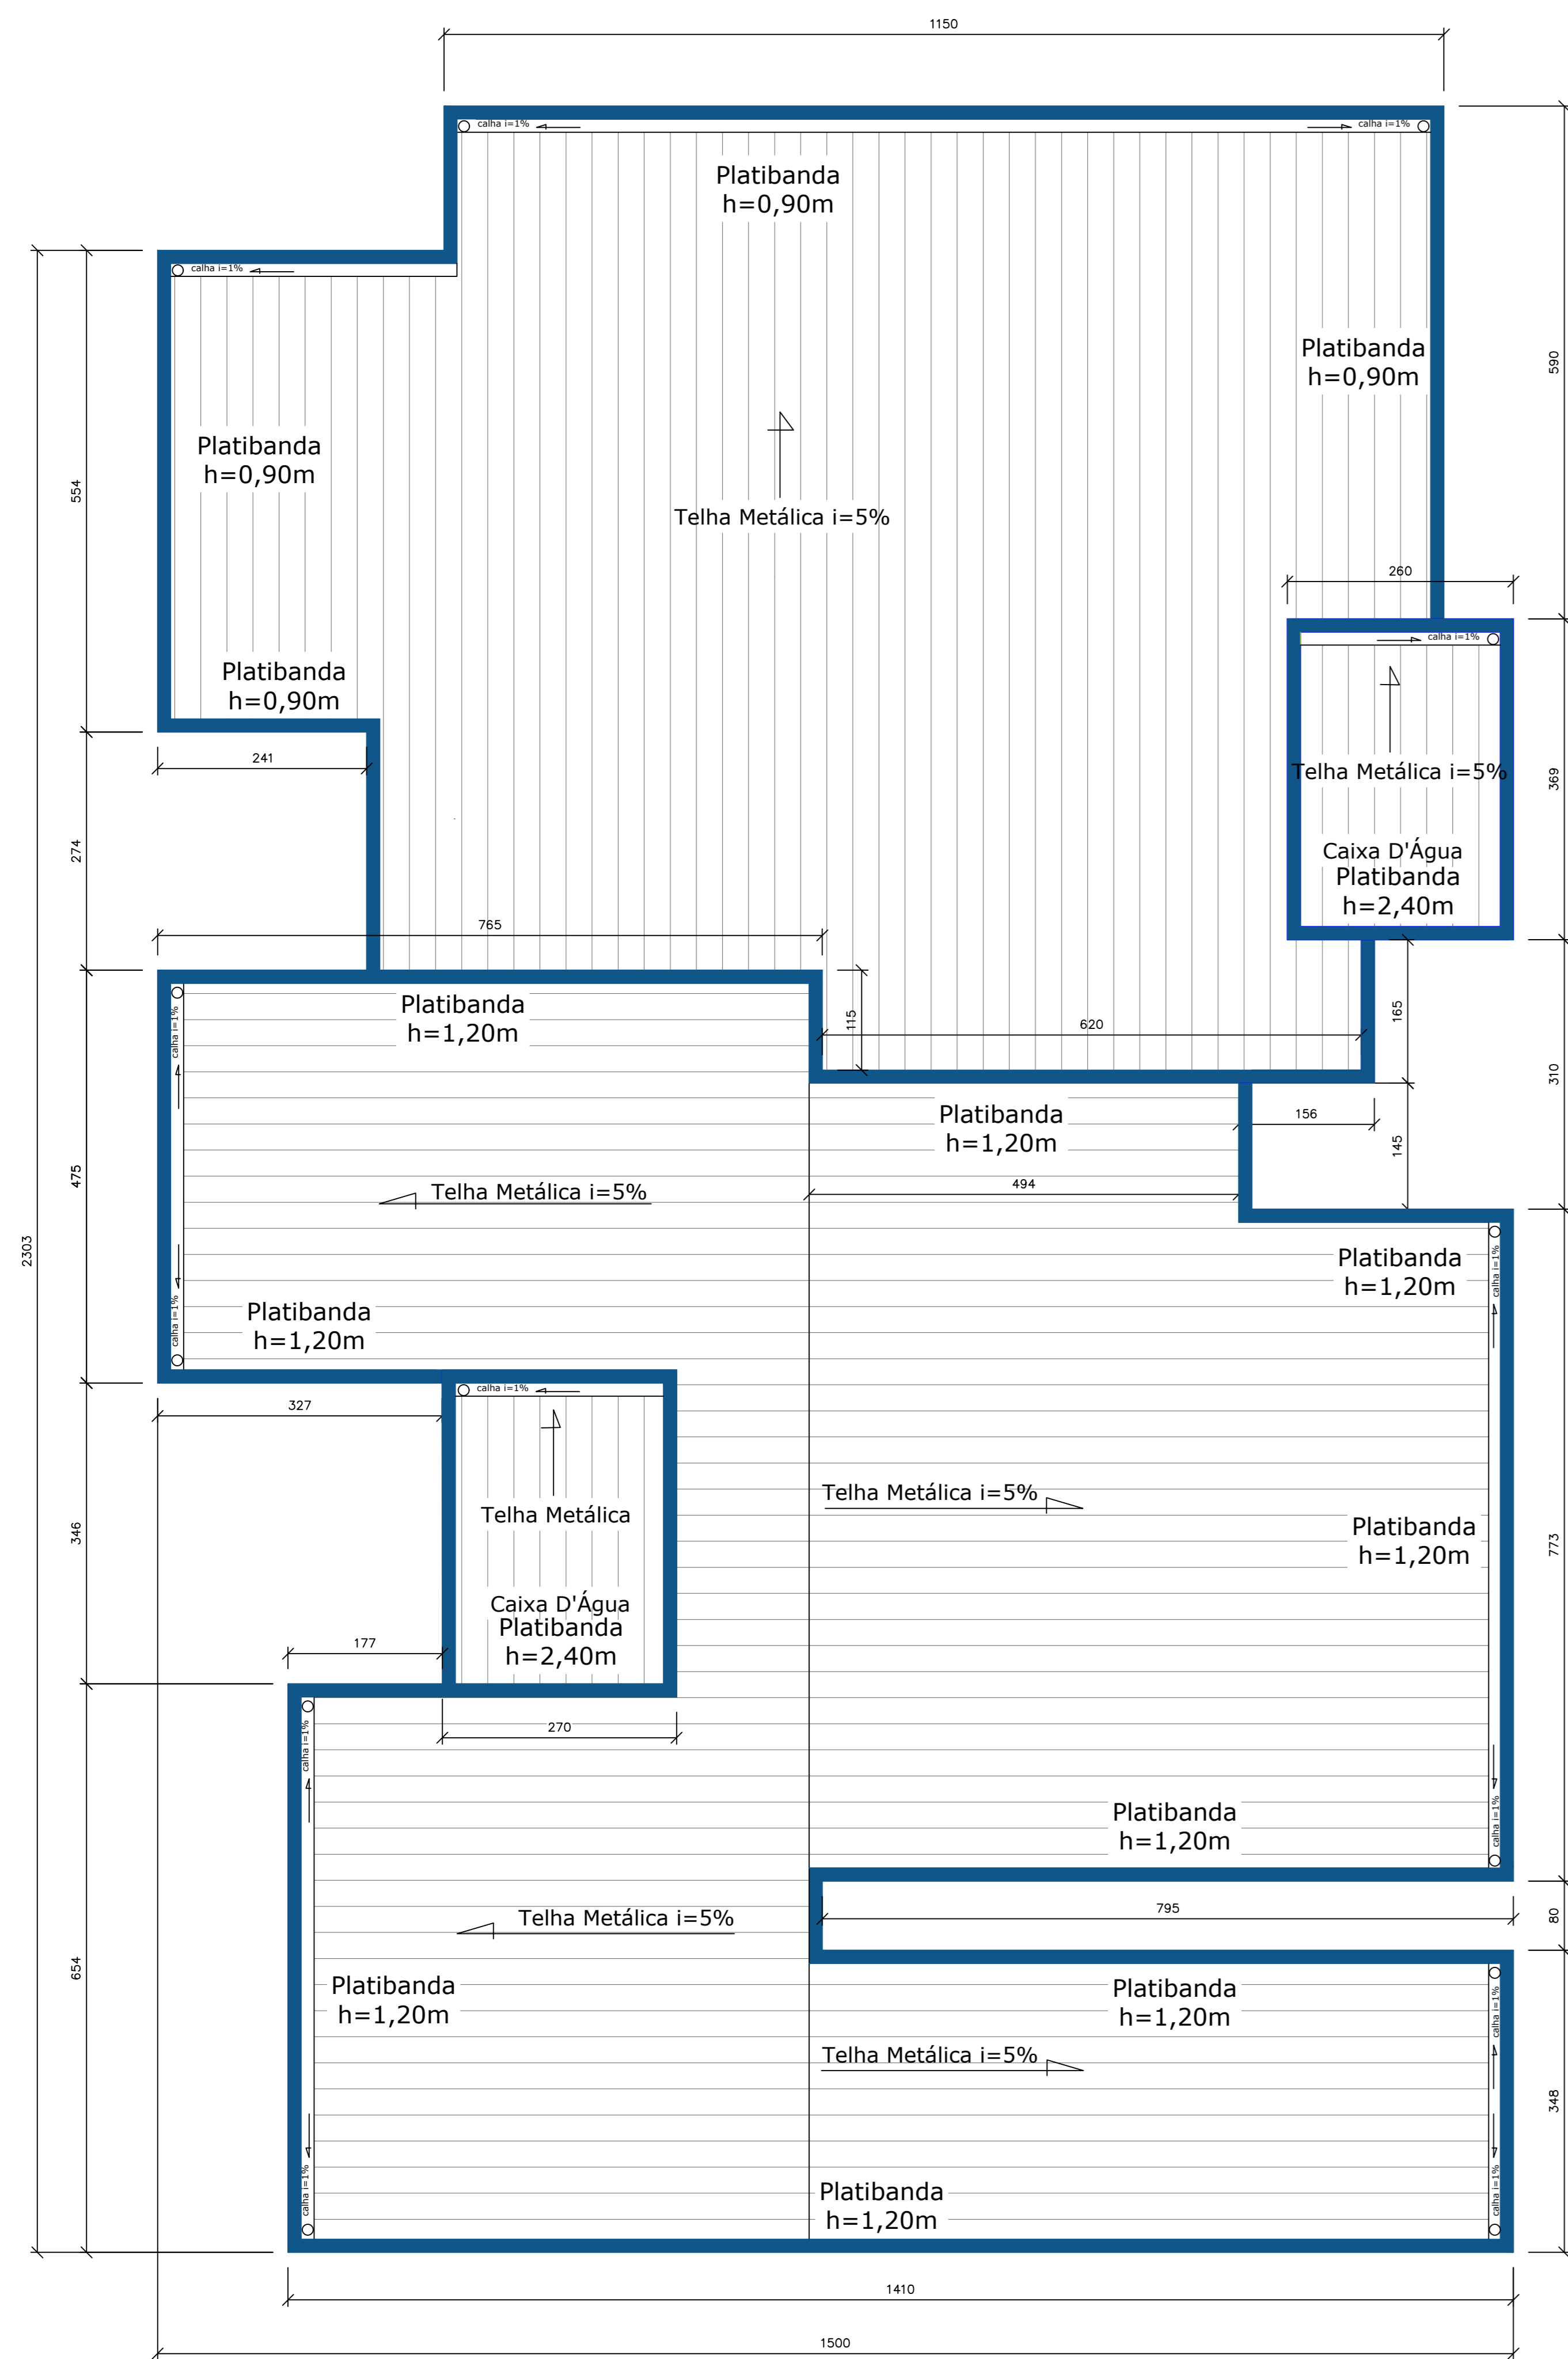 1150
calha i=1%
calha i=1%
Platibanda
h=0,90m
calha i=1%
Platibanda
h=0,90m
590
Platibanda
h=0,90m
554
Telha Metálica i=5%
260
calha i=1%
Platibanda
h=0,90m
241
Telha Metálica i=5%
369
274
Caixa D'Água
Platibanda
h=2,40m
765
Platibanda
h=1,20m
calha i=1%
115
620
165
310
Platibanda
h=1,20m
156
145
475
Telha Metálica i=5%
494
2303
Platibanda
h=1,20m
calha i=1%
Platibanda
h=1,20m
calha i=1%
327
calha i=1%
Telha Metálica i=5%
Telha Metálica
346
Platibanda
h=1,20m
773
Caixa D'Água
Platibanda
h=2,40m
177
270
calha i=1%
Platibanda
h=1,20m
calha i=1%
795
80
Telha Metálica i=5%
654
Platibanda
h=1,20m
Platibanda
h=1,20m
calha i=1%
Telha Metálica i=5%
348
Platibanda
h=1,20m
calha i=1%
calha i=1%
1410
1500